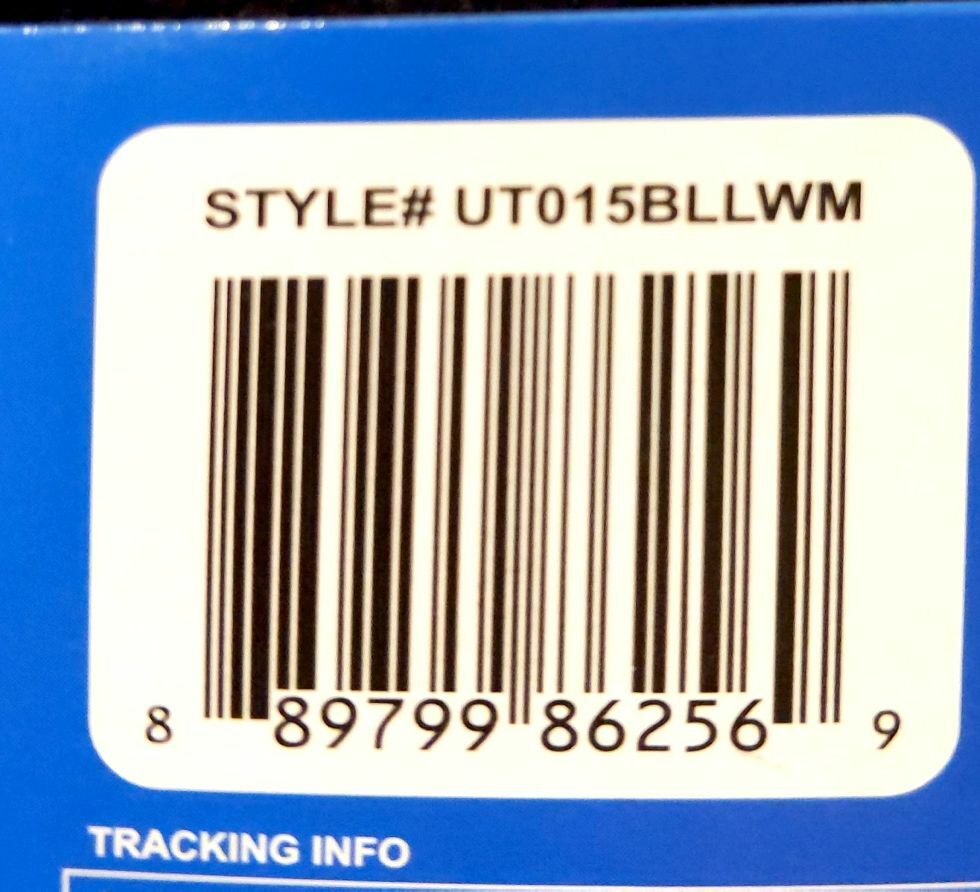 STYLE# UT015BLLWM
8 89799 86256 9
TRACKING INFO